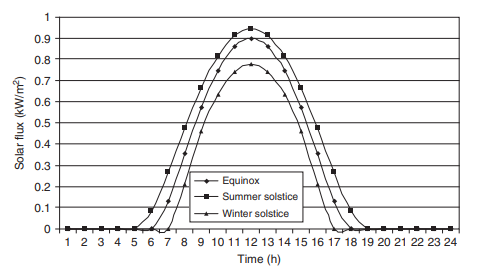 Solar flux (kW/m²)
1
0.9
0.8
0.7
0.6
0.5
0.4
0.3
0.2
0.1
0
Equinox
Summer solstice
Winter solstice
1 2 3 4 5 6 7 8 9 10 11 12 13 14 15 16 17 18 19 20 21 22 23 24
Time (h)